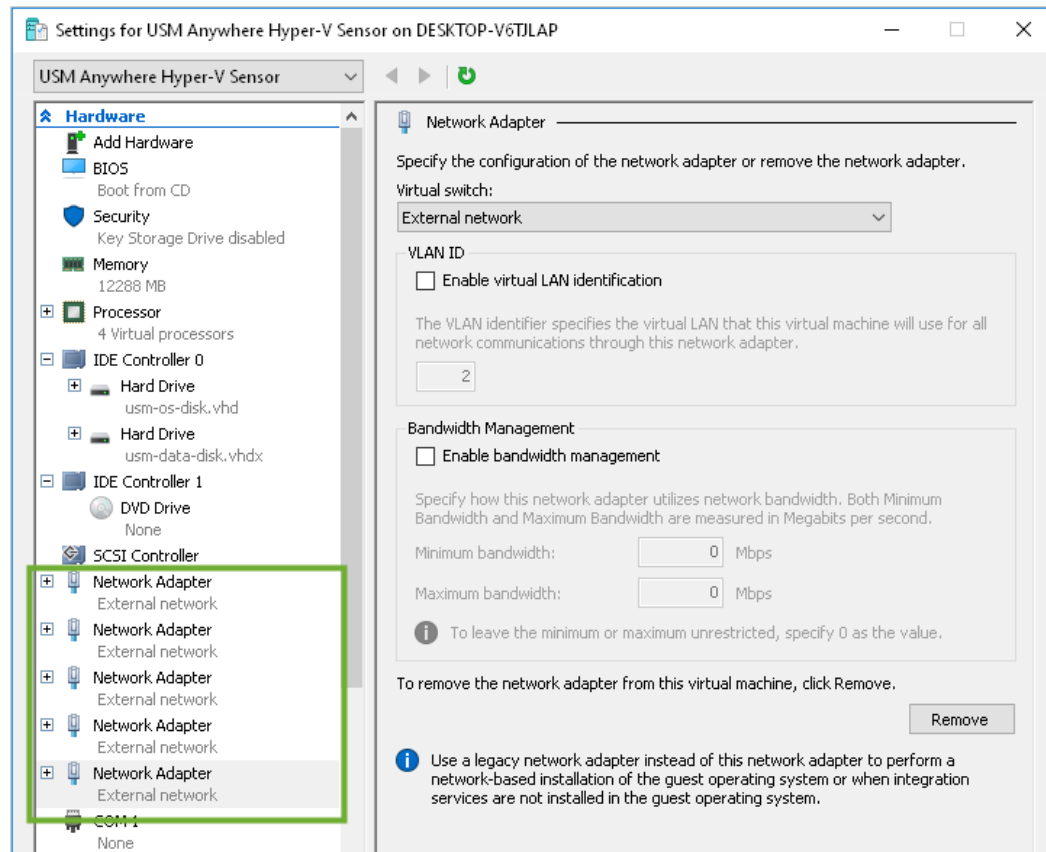 Settings for USM Anywhere Hyper-V Sensor on DESKTOP-V6TJLAP
USM Anywhere Hyper-V Sensor
Hardware
Add Hardware
BIOS
Boot from CD
Security
Key Storage Drive disabled
Memory
12288 MB
Processor
4 Virtual processors
IDE Controller 0
Hard Drive
usm-os-disk.vhd
Hard Drive
usm-data-disk.vhdx
IDE Controller 1
DVD Drive
None
SCSI Controller
Network Adapter
External network
Network Adapter
External network
Network Adapter
External network
Network Adapter
External network
Network Adapter
External network
COM 1
None
Network Adapter
Specify the configuration of the network adapter or remove the network adapter.
Virtual switch:
External network
VLAN ID
Enable virtual LAN identification
The VLAN identifier specifies the virtual LAN that this virtual machine will use for all
network communications through this network adapter.
2
Bandwidth Management
Enable bandwidth management
Specify how this network adapter utilizes network bandwidth. Both Minimum
Bandwidth and Maximum Bandwidth are measured in Megabits per second.
Minimum bandwidth: 0 Mbps
Maximum bandwidth: 0 Mbps
To leave the minimum or maximum unrestricted, specify 0 as the value.
To remove the network adapter from this virtual machine, click Remove.
Remove
Use a legacy network adapter instead of this network adapter to perform a
network-based installation of the guest operating system or when integration
services are not installed in the guest operating system.